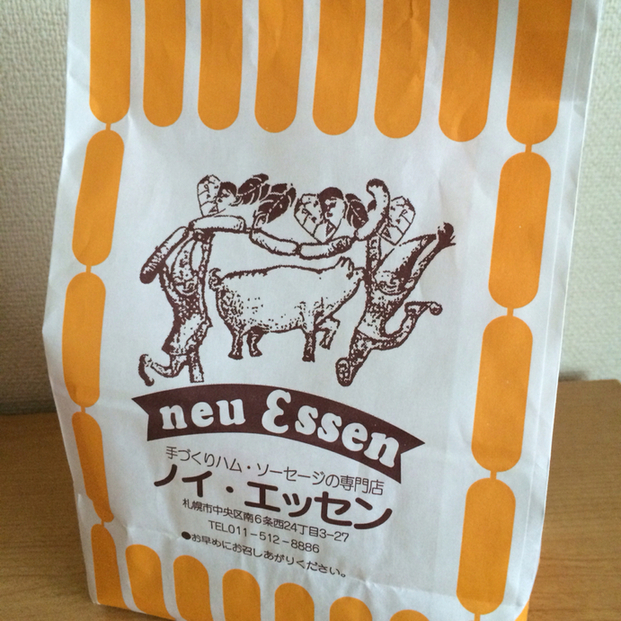 neu Essen
手づくりハム・ソーセージの専門店
ノイ・エッセン
札幌市中央区南6条西24丁目3-27
TEL011-512-8886
●お早めにお召しあがりください。